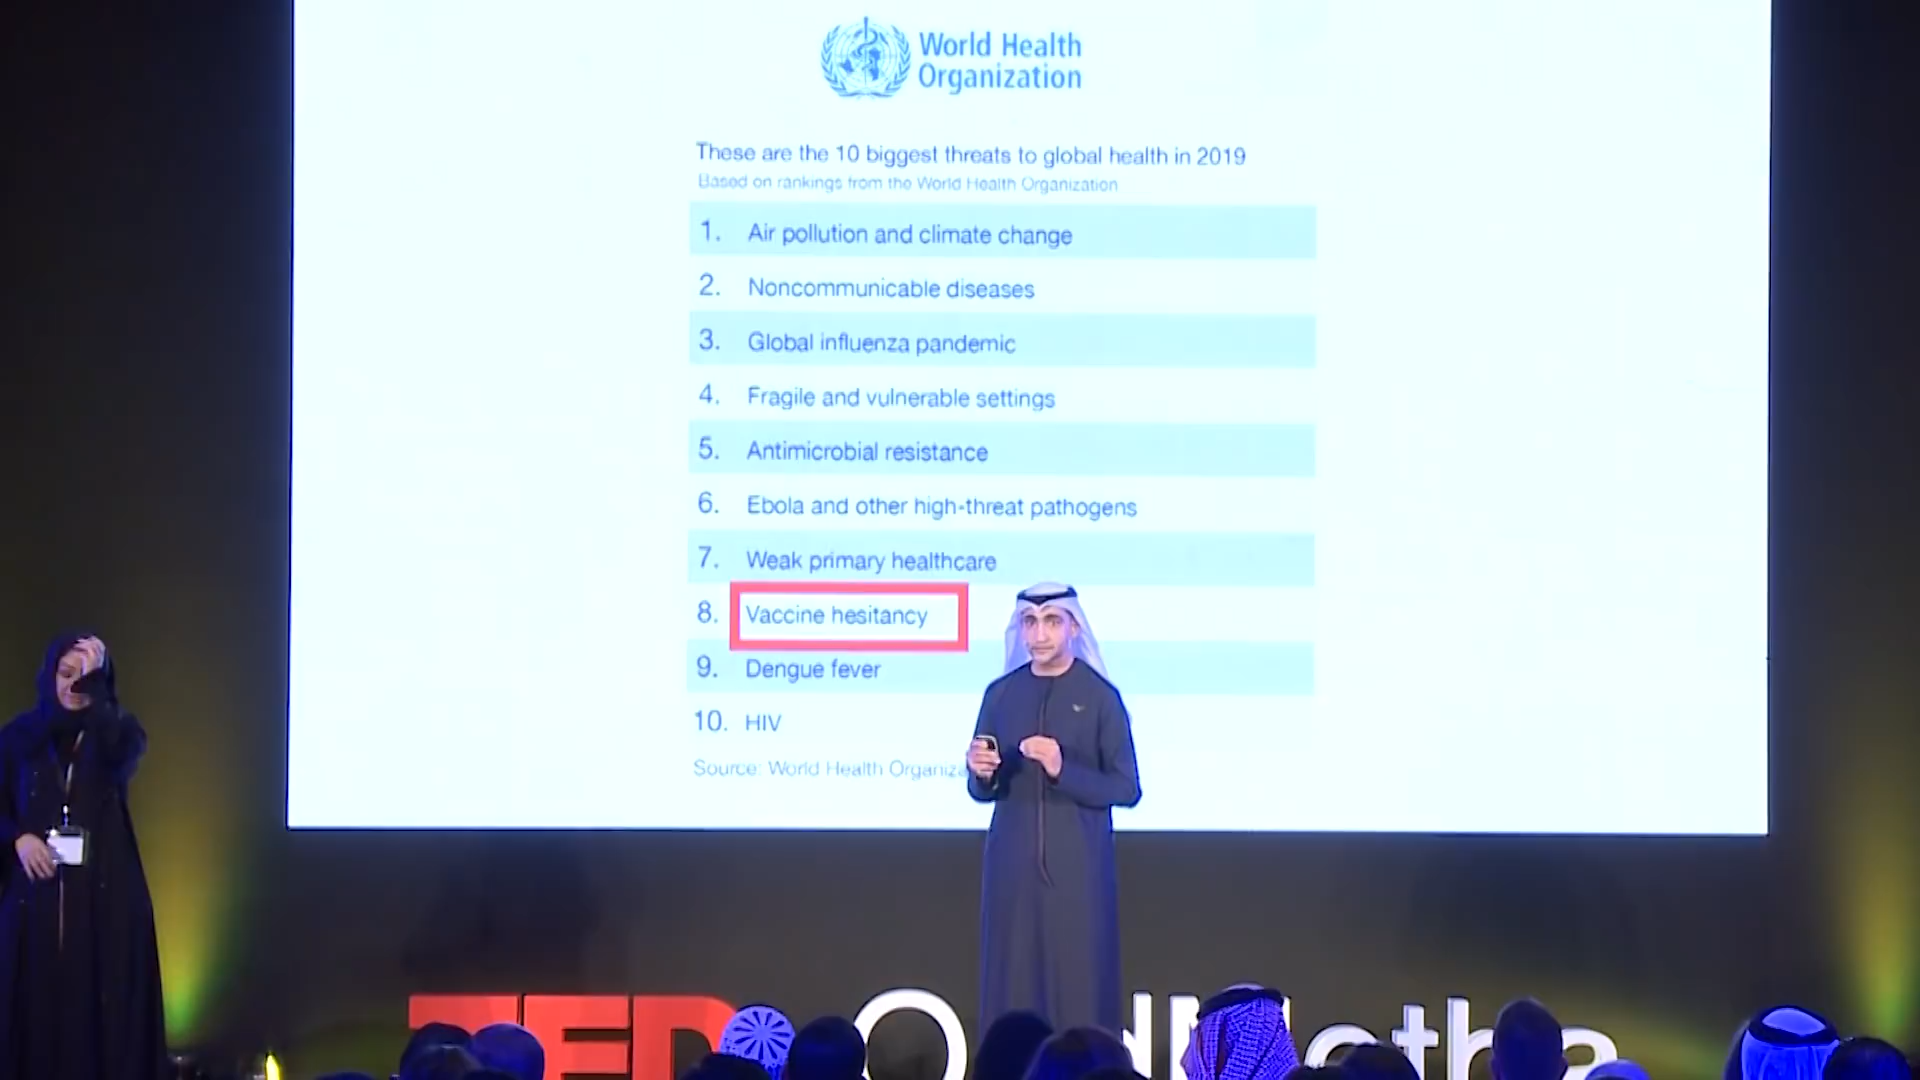 World Health
Organization
These are the 10 biggest threats to global health in 2019
Based on rankings from the World Health Organization
1. Air pollution and climate change
2. Noncommunicable diseases
3. Global influenza pandemic
4. Fragile and vulnerable settings
5. Antimicrobial resistance
6. Ebola and other high-threat pathogens
7. Weak primary healthcare
8. Vaccine hesitancy
9. Dengue fever
10. HIV
Source: World Health
TED